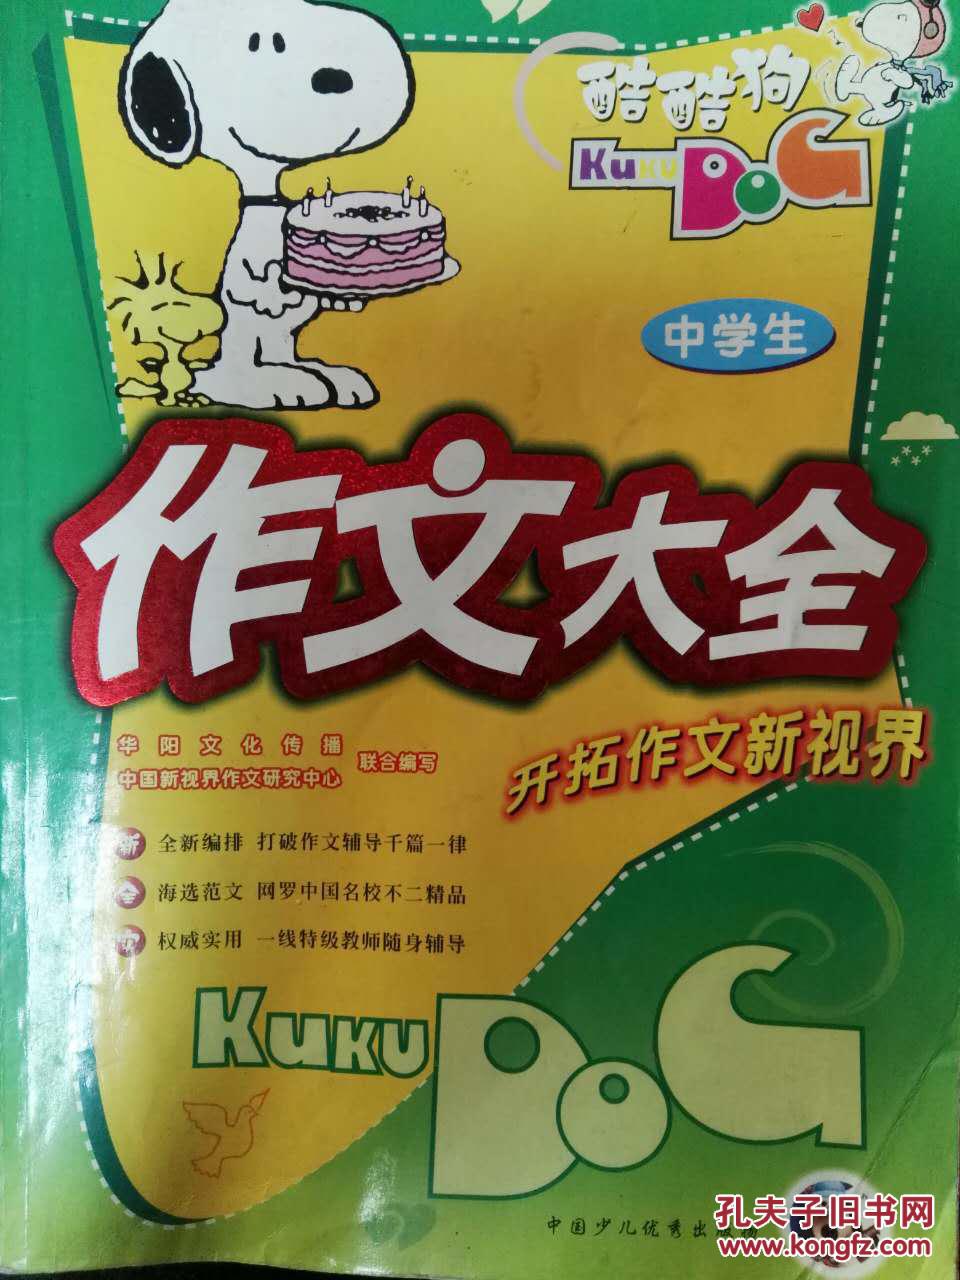 酷酷狗
KuKu DoG
中学生
作文大全
华阳文化传播
中国新视界作文研究中心
联合编写
开拓作文新视界
新 全新编排 打破作文辅导千篇一律
全 海选范文 网罗中国名校不二精品
权威实用 一线特级教师随身辅导
KuKu DoG
中国少儿优秀出版物
孔夫子旧书网
www.kongfz.com